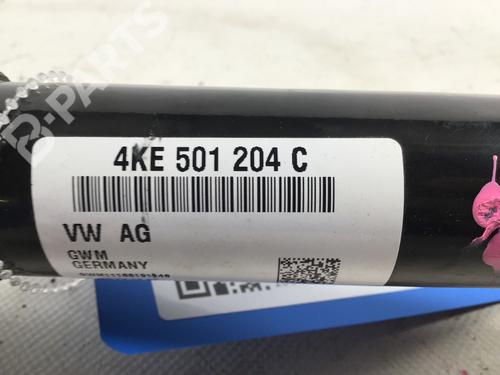 B-PARTS
4KE 501 204 C
VW AG
GWM
GERMANY